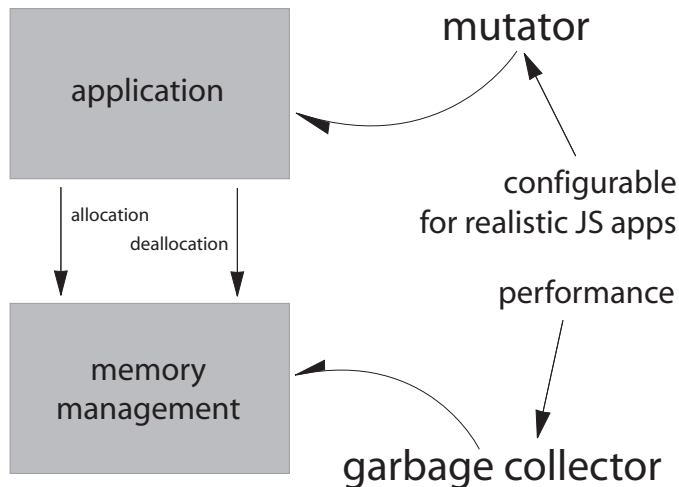 mutator
application
configurable
for realistic JS apps
allocation
deallocation
performance
memory
management
garbage collector